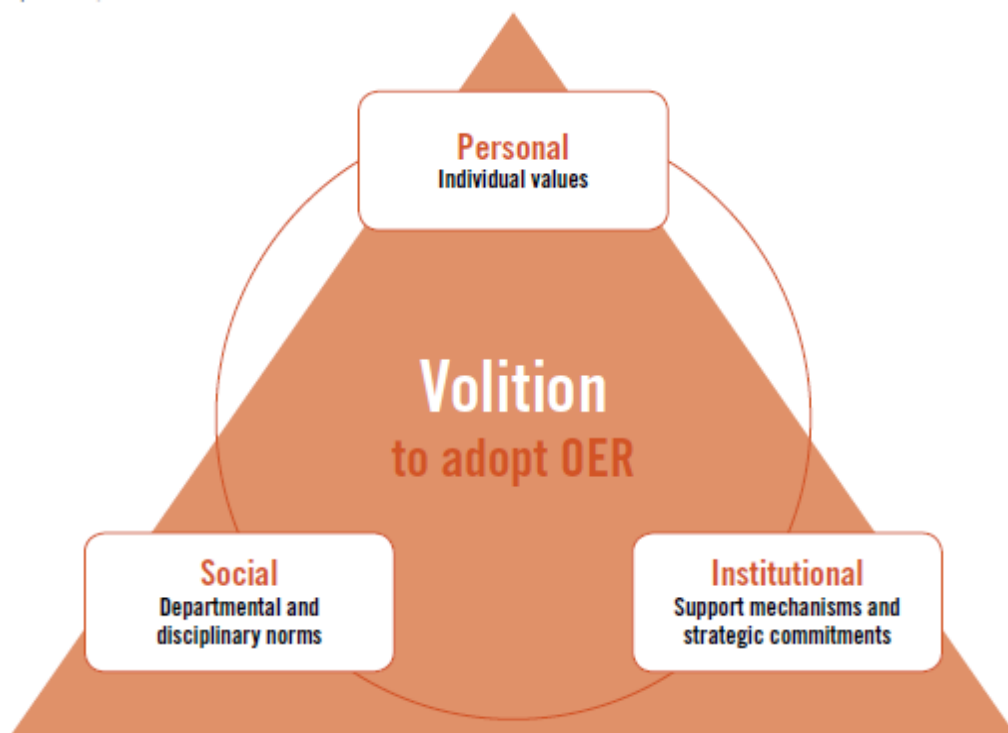 Personal
Individual values
Volition
to adopt OER
Social
Departmental and
disciplinary norms
Institutional
Support mechanisms and
strategic commitments